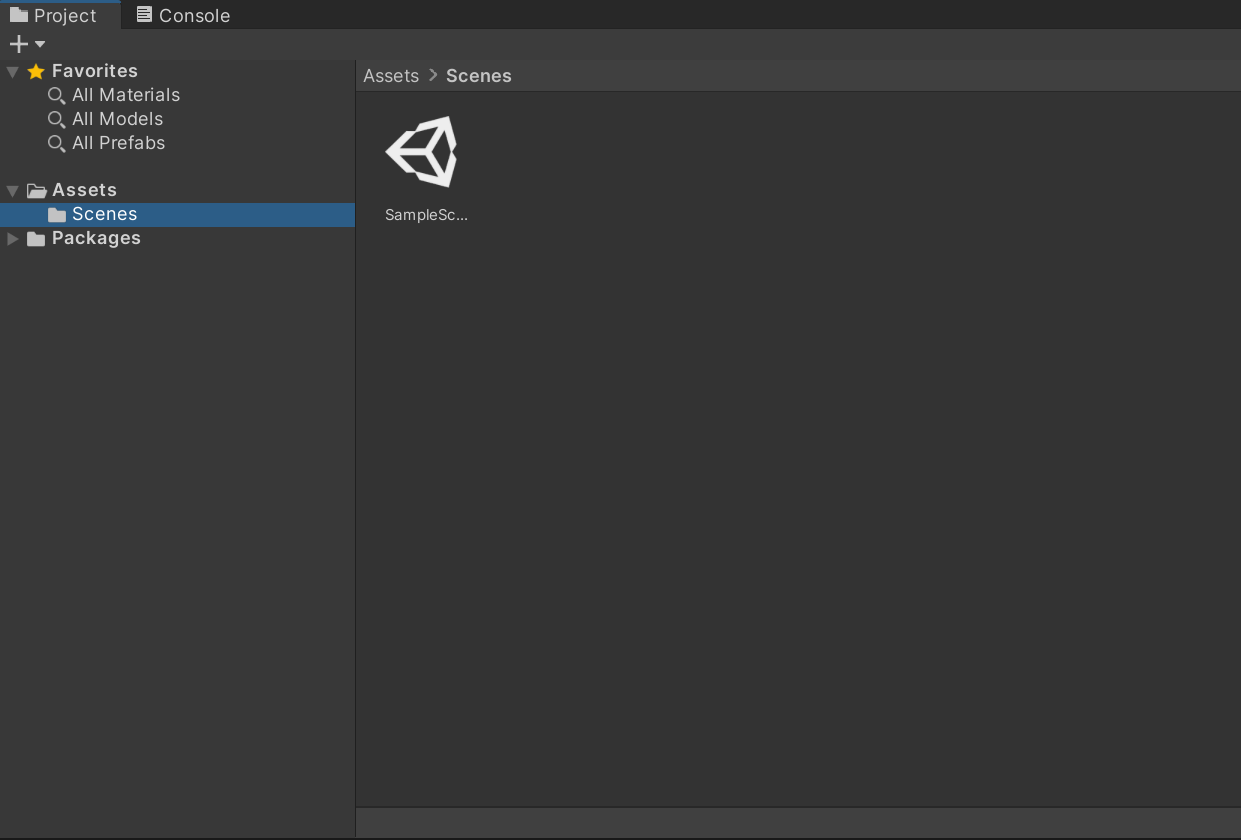 Project
Console
Favorites
All Materials
All Models
All Prefabs
Assets
Scenes
Packages
Assets > Scenes
SampleSc...